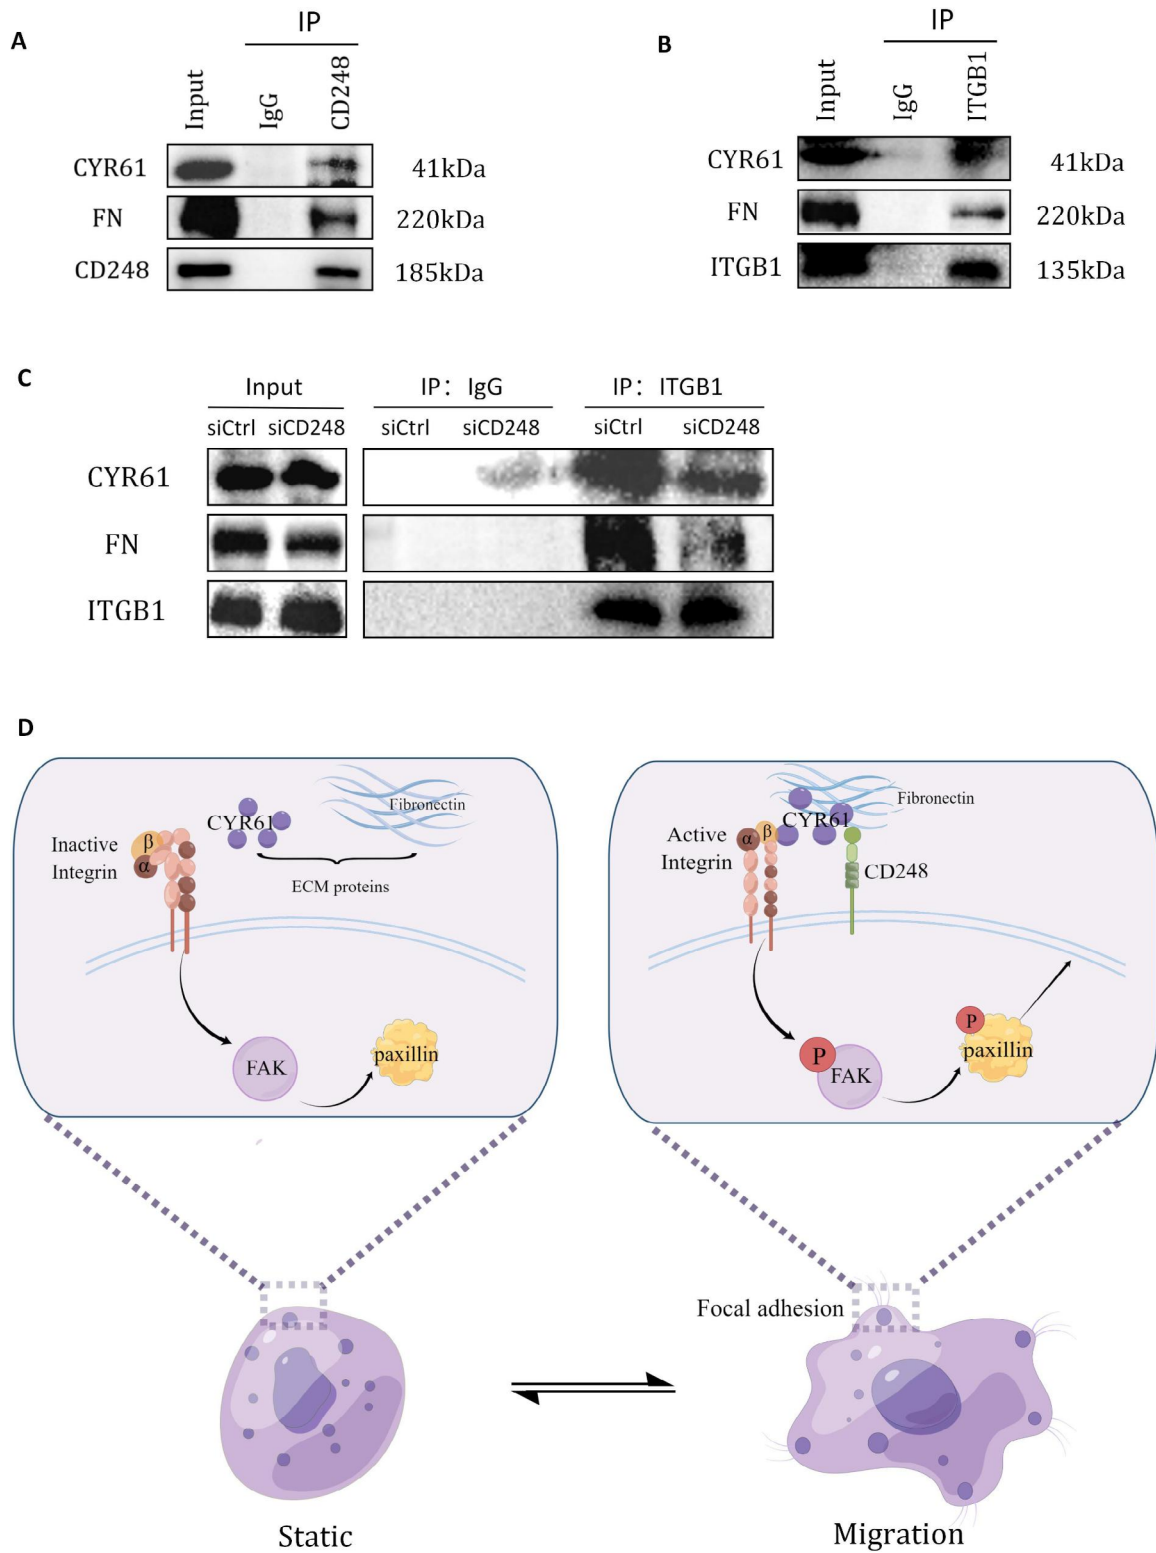 A
IP
Input
IgG
CD248
CYR61
41kDa
FN
220kDa
CD248
185kDa
B
IP
Input
IgG
ITGB1
CYR61
41kDa
FN
220kDa
ITGB1
135kDa
C
Input
IP: IgG
IP: ITGB1
siCtrl siCD248
siCtrl siCD248
siCtrl siCD248
CYR61
FN
ITGB1
D
Inactive
Integrin
β
α
CYR61
Fibronectin
ECM proteins
FAK
paxillin
Active
Integrin
α
β
CYR61
Fibronectin
CD248
P
FAK
P
paxillin
Focal adhesion
Static
Migration